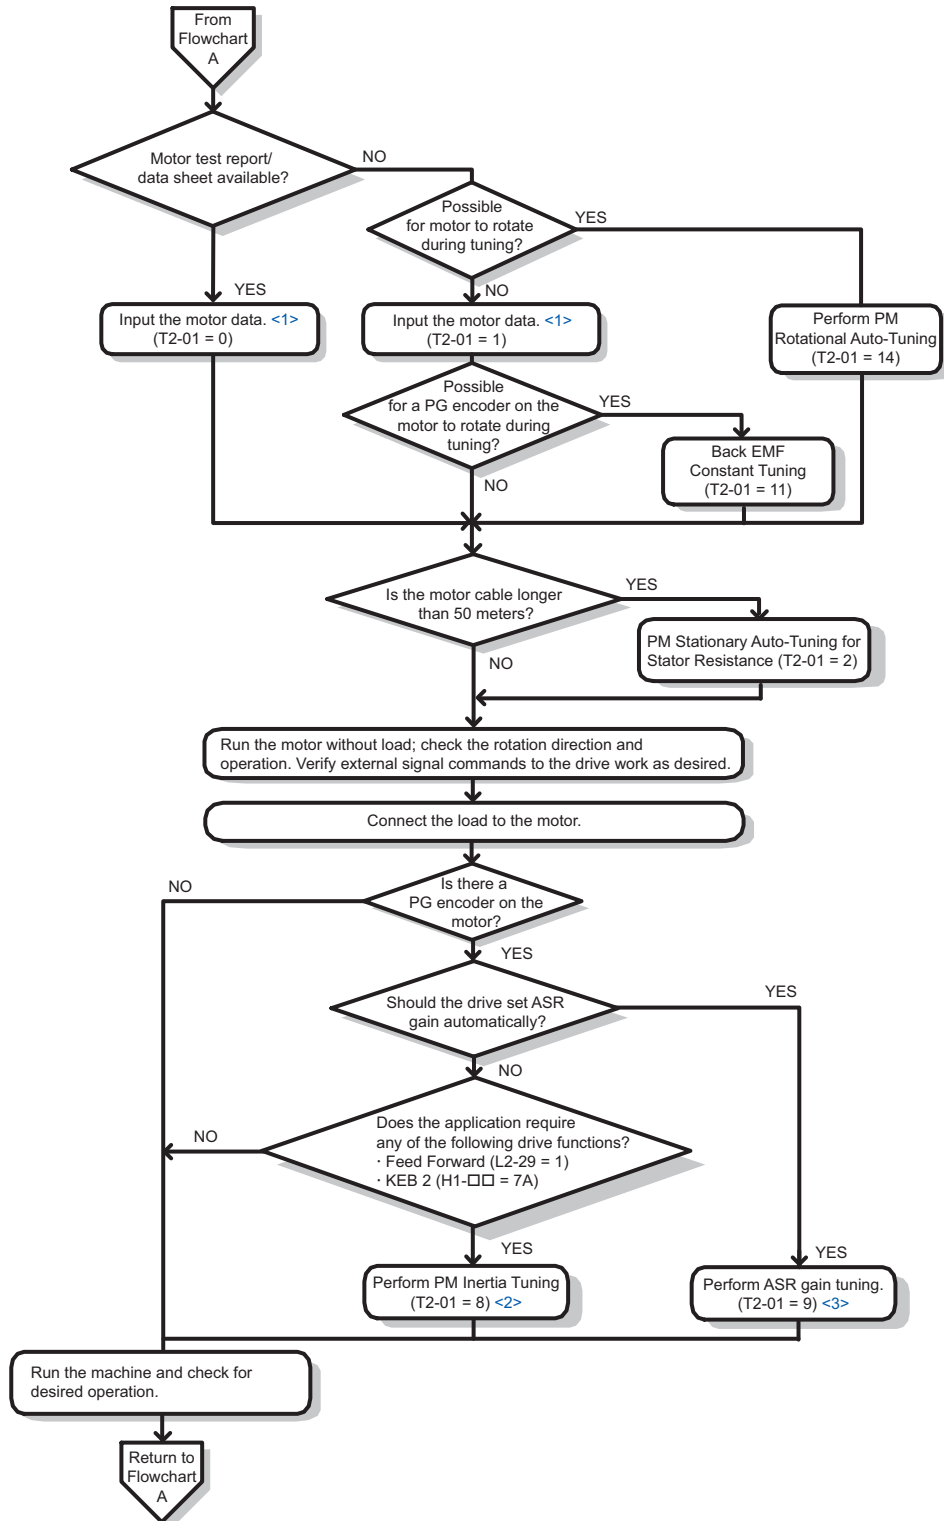 From
Flowchart
A
Motor test report/
data sheet available?
NO
Possible
for motor to rotate
during tuning?
YES
YES
NO
Input the motor data. <1>
(T2-01 = 0)
Input the motor data. <1>
(T2-01 = 1)
Perform PM
Rotational Auto-Tuning
(T2-01 = 14)
Possible
for a PG encoder on the
motor to rotate during
tuning?
YES
Back EMF
Constant Tuning
(T2-01 = 11)
NO
Is the motor cable longer
than 50 meters?
YES
PM Stationary Auto-Tuning for
Stator Resistance (T2-01 = 2)
NO
Run the motor without load; check the rotation direction and
operation. Verify external signal commands to the drive work as desired.
Connect the load to the motor.
NO
Is there a
PG encoder on the
motor?
YES
Should the drive set ASR
gain automatically?
YES
NO
Does the application require
any of the following drive functions?
· Feed Forward (L2-29 = 1)
· KEB 2 (H1-□□ = 7A)
NO
YES
YES
Perform PM Inertia Tuning
(T2-01 = 8) <2>
Perform ASR gain tuning.
(T2-01 = 9) <3>
Run the machine and check for
desired operation.
Return to
Flowchart
A